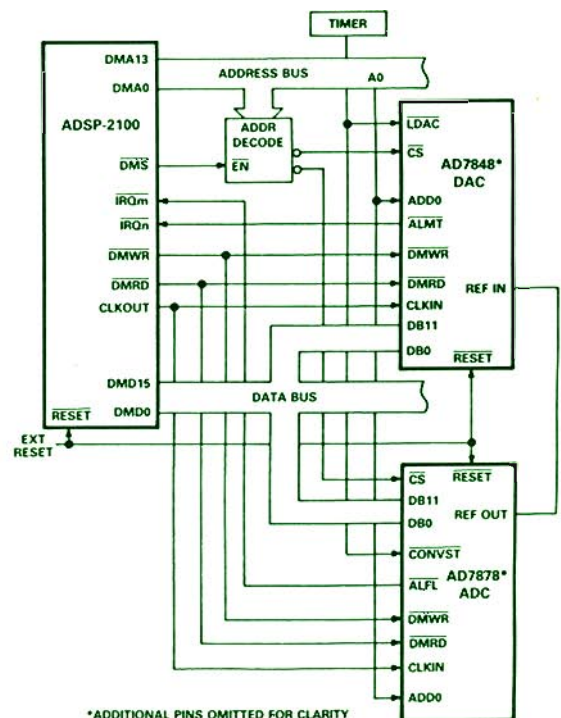 TIMER
DMA13
ADDRESS BUS
A0
DMA0
ADSP-2100
ADDR
DECODE
EN
DMS
IRQm
IRQn
DMWR
DMRD
CLKOUT
DMD15
DMD0
DATA BUS
RESET
EXT
RESET
LDAC
CS
AD7848*
DAC
ADD0
ALMT
DMWR
DMRD
REF IN
CLKIN
DB11
DB0
RESET
CS
RESET
DB11
DB0
REF OUT
CONVST
AD7878*
ADC
ALFL
DMWR
DMRD
CLKIN
ADD0
*ADDITIONAL PINS OMITTED FOR CLARITY